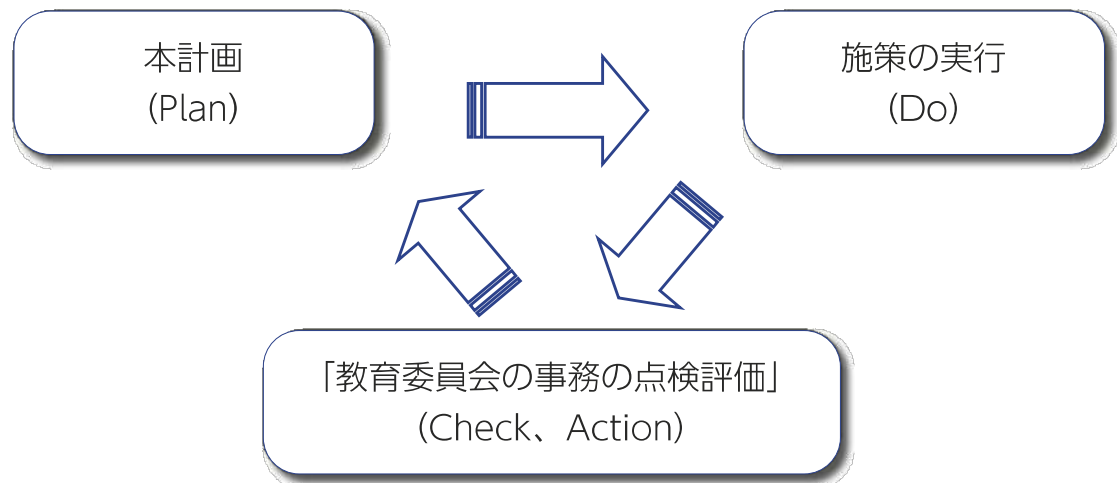 本計画
(Plan)
施策の実行
(Do)
「教育委員会の事務の点検評価」
(Check、Action)